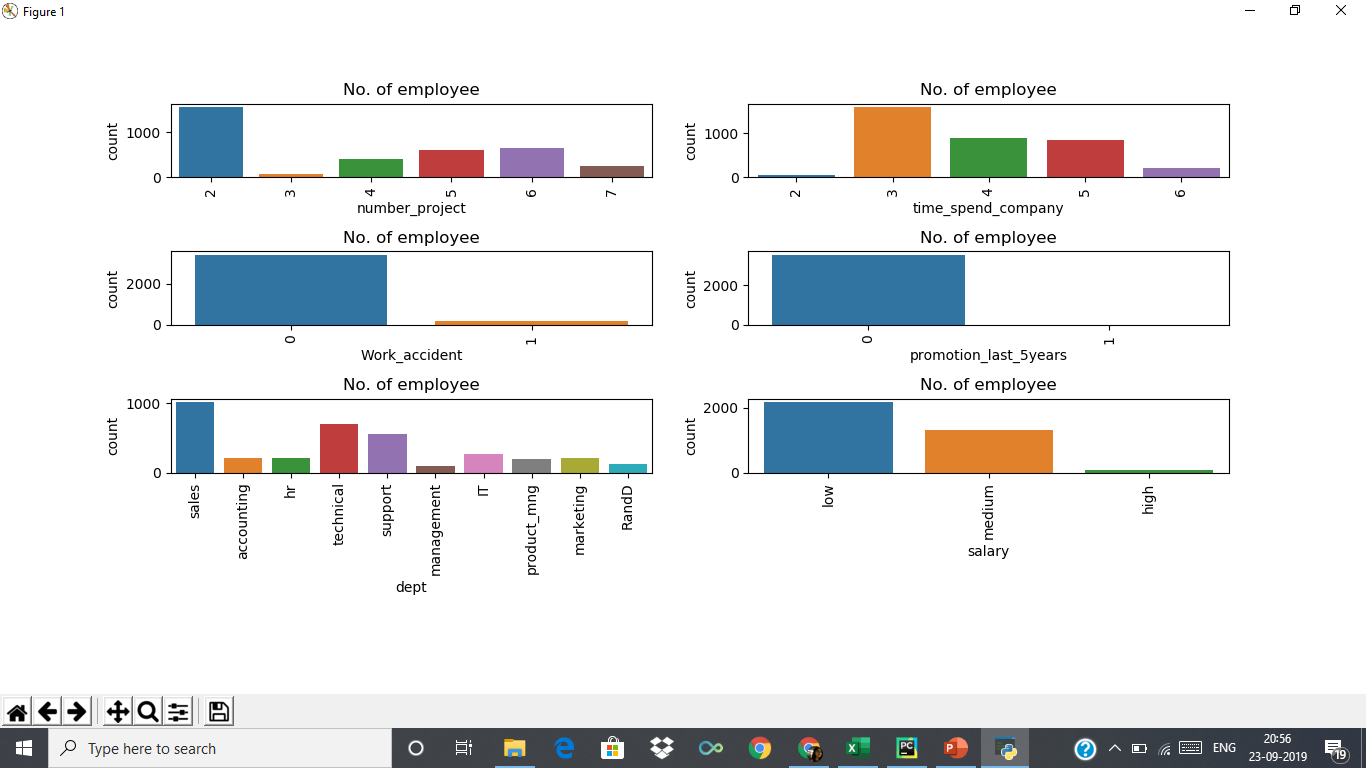 Figure 1
No. of employee
count
1000
0
2
3
4
5
6
7
number_project
No. of employee
count
1000
0
2
3
4
5
6
time_spend_company
No. of employee
count
2000
0
0
1
Work_accident
No. of employee
count
2000
0
0
1
promotion_last_5years
No. of employee
count
1000
0
sales
accounting
hr
technical
support
management
IT
product_mng
marketing
RandD
dept
No. of employee
count
2000
0
low
medium
high
salary
Type here to search
PC
ENG
20:56
23-09-2019
19